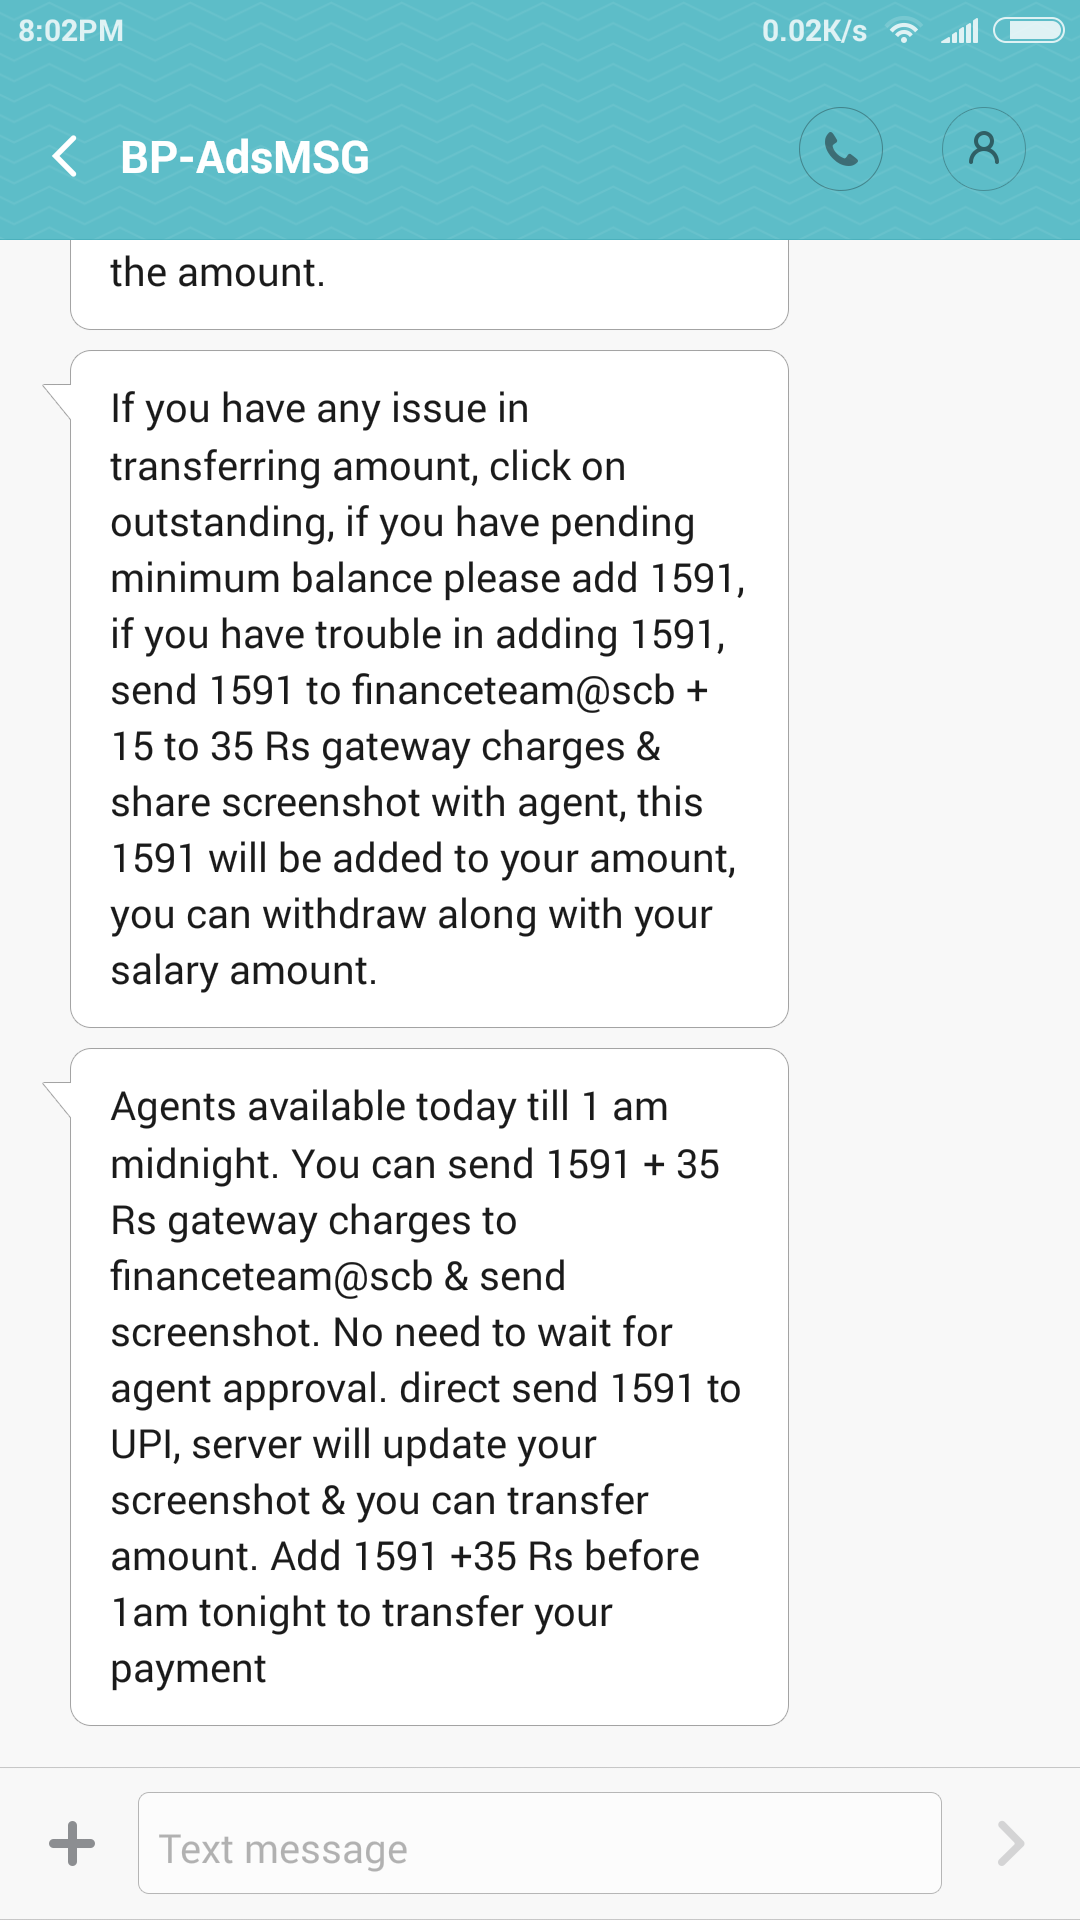 8:02PM 0.02K/s
BP-AdsMSG
the amount.
If you have any issue in
transferring amount, click on
outstanding, if you have pending
minimum balance please add 1591,
if you have trouble in adding 1591,
send 1591 to financeteam@scb +
15 to 35 Rs gateway charges &
share screenshot with agent, this
1591 will be added to your amount,
you can withdraw along with your
salary amount.
Agents available today till 1 am
midnight. You can send 1591 + 35
Rs gateway charges to
financeteam@scb & send
screenshot. No need to wait for
agent approval. direct send 1591 to
UPI, server will update your
screenshot & you can transfer
amount. Add 1591 +35 Rs before
1am tonight to transfer your
payment
Text message